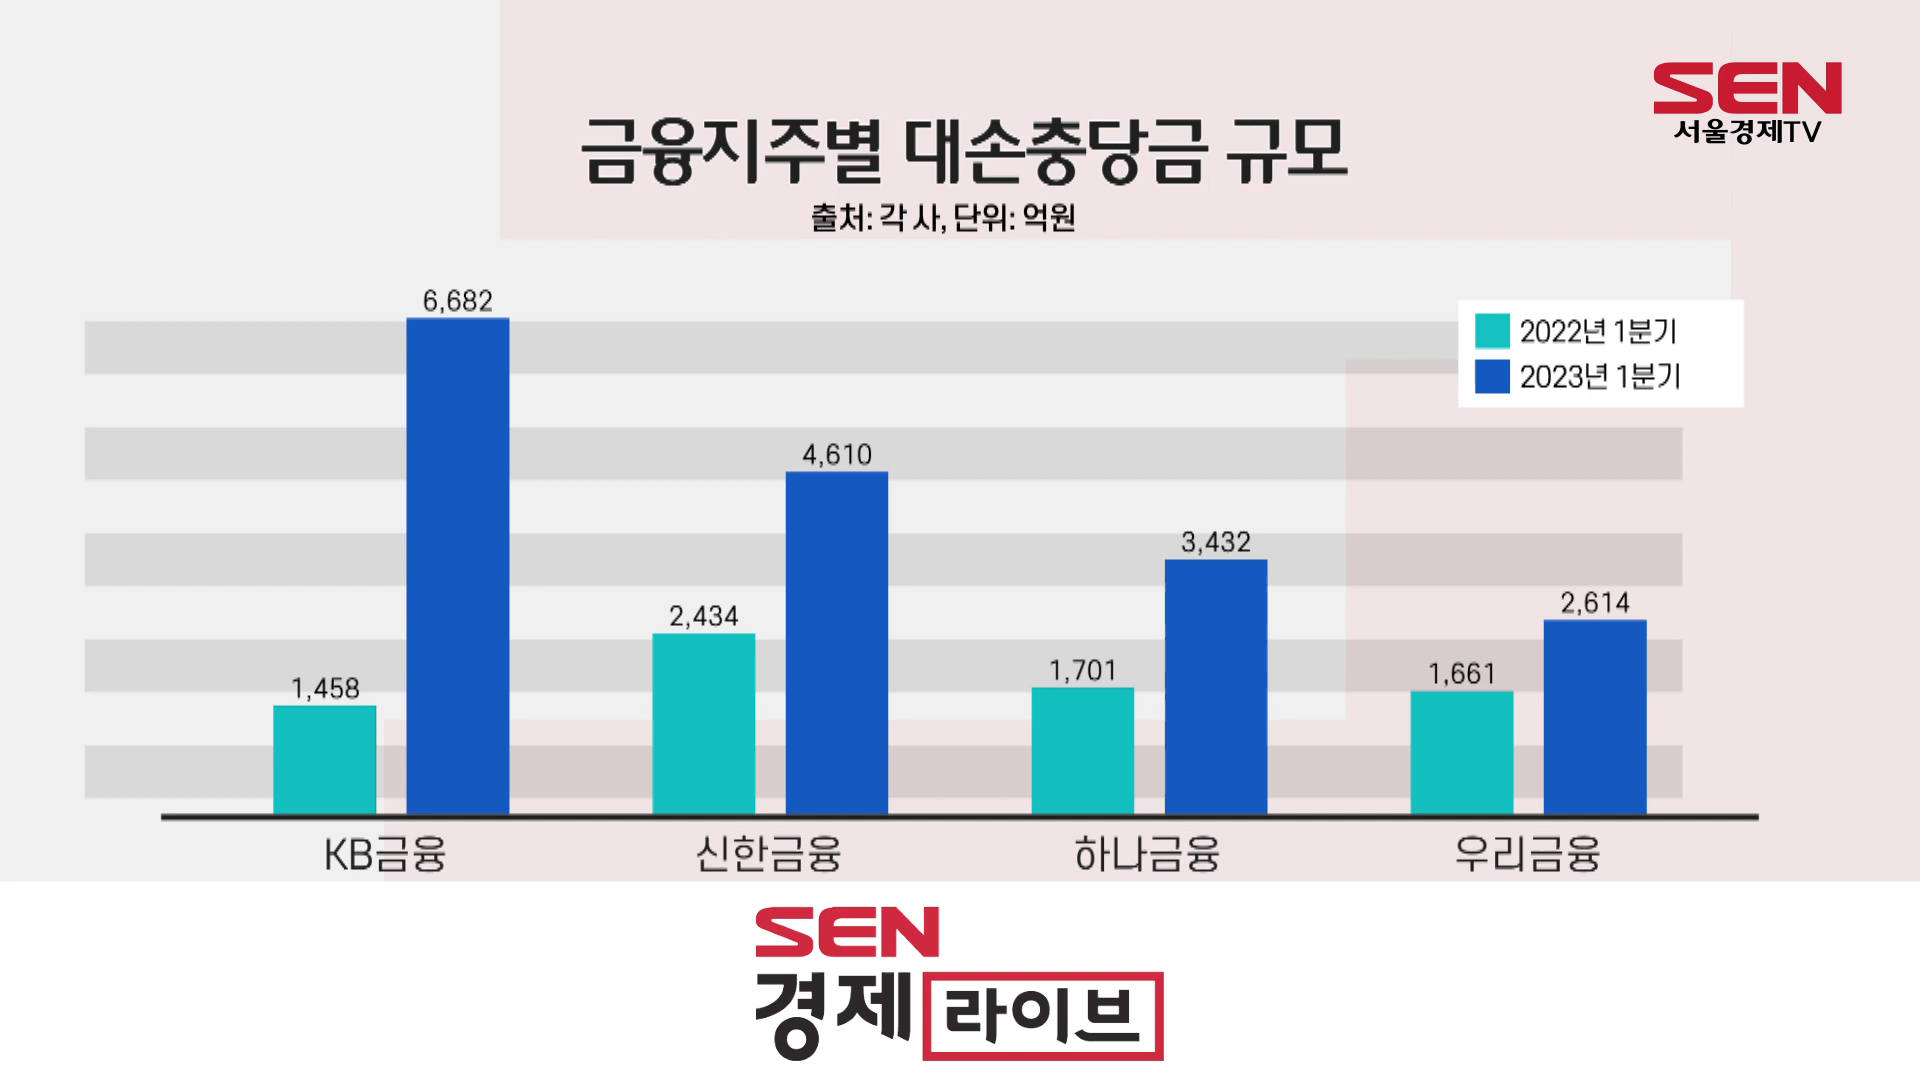 SEN
서울경제TV
금융지주별 대손충당금 규모
출처: 각 사, 단위: 억원
2022년 1분기
2023년 1분기
6,682
4,610
3,432
2,614
2,434
1,458
1,701
1,661
KB금융 신한금융 하나금융 우리금융
SEN
경제라이브